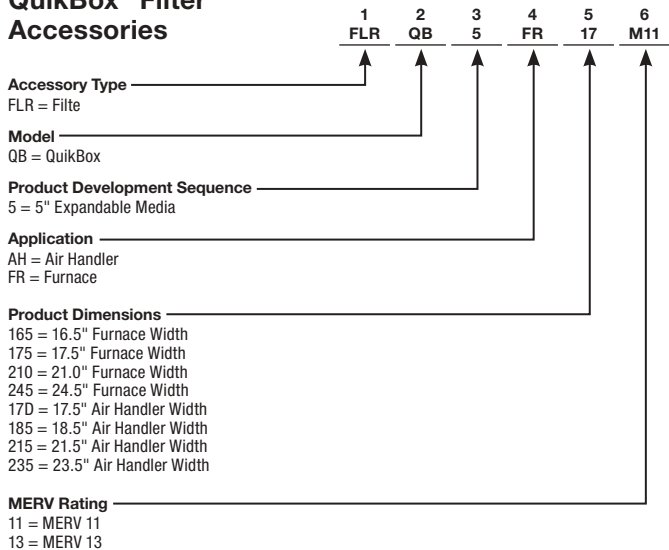 QuikBox Filter
Accessories
1 2 3 4 5 6
FLR QB 5 FR 17 M11
Accessory Type
FLR = Filte
Model
QB = QuikBox
Product Development Sequence
5 = 5" Expandable Media
Application
AH = Air Handler
FR = Furnace
Product Dimensions
165 = 16.5" Furnace Width
175 = 17.5" Furnace Width
210 = 21.0" Furnace Width
245 = 24.5" Furnace Width
17D = 17.5" Air Handler Width
185 = 18.5" Air Handler Width
215 = 21.5" Air Handler Width
235 = 23.5" Air Handler Width
MERV Rating
11 = MERV 11
13 = MERV 13